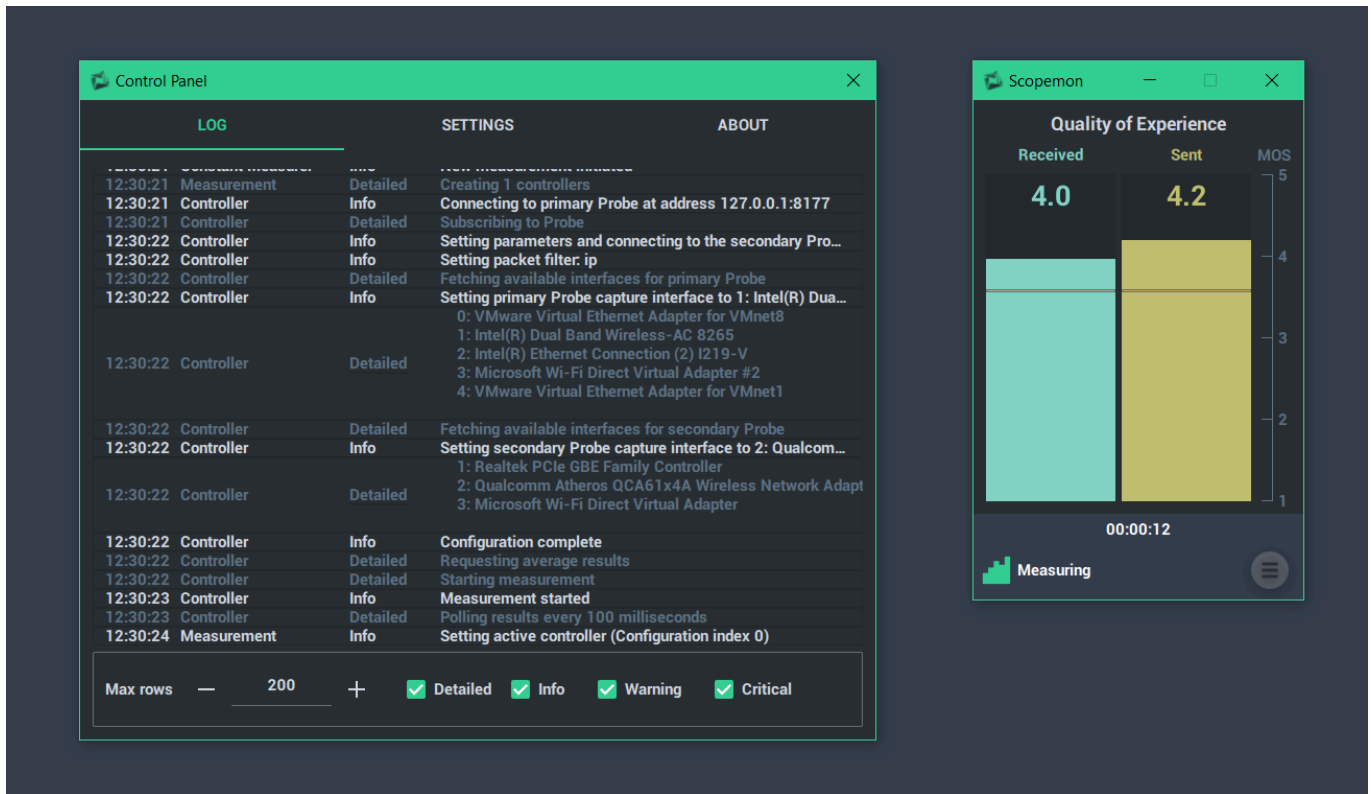 Control Panel
LOG SETTINGS ABOUT
12:30:21 Constant Measurer Info New measurement initiated
12:30:21 Measurement Detailed Creating 1 controllers
12:30:21 Controller Info Connecting to primary Probe at address 127.0.0.1:8177
12:30:21 Controller Detailed Subscribing to Probe
12:30:22 Controller Info Setting parameters and connecting to the secondary Pro...
12:30:22 Controller Info Setting packet filter: ip
12:30:22 Controller Detailed Fetching available interfaces for primary Probe
12:30:22 Controller Info Setting primary Probe capture interface to 1: Intel(R) Dua...
0: VMware Virtual Ethernet Adapter for VMnet8
1: Intel(R) Dual Band Wireless-AC 8265
2: Intel(R) Ethernet Connection (2) I219-V
12:30:22 Controller Detailed
3: Microsoft Wi-Fi Direct Virtual Adapter #2
4: VMware Virtual Ethernet Adapter for VMnet1
12:30:22 Controller Detailed Fetching available interfaces for secondary Probe
12:30:22 Controller Info Setting secondary Probe capture interface to 2: Qualcom...
1: Realtek PCIe GBE Family Controller
2: Qualcomm Atheros QCA61x4A Wireless Network Adapt
12:30:22 Controller Detailed
3: Microsoft Wi-Fi Direct Virtual Adapter
12:30:22 Controller Info Configuration complete
12:30:22 Controller Detailed Requesting average results
12:30:22 Controller Detailed Starting measurement
12:30:23 Controller Info Measurement started
12:30:23 Controller Detailed Polling results every 100 milliseconds
12:30:24 Measurement Info Setting active controller (Configuration index 0)
Max rows 200 Detailed Info Warning Critical
Scopemon
Quality of Experience
Received Sent MOS
5
4.0 4.2
4
3
2
1
00:00:12
Measuring